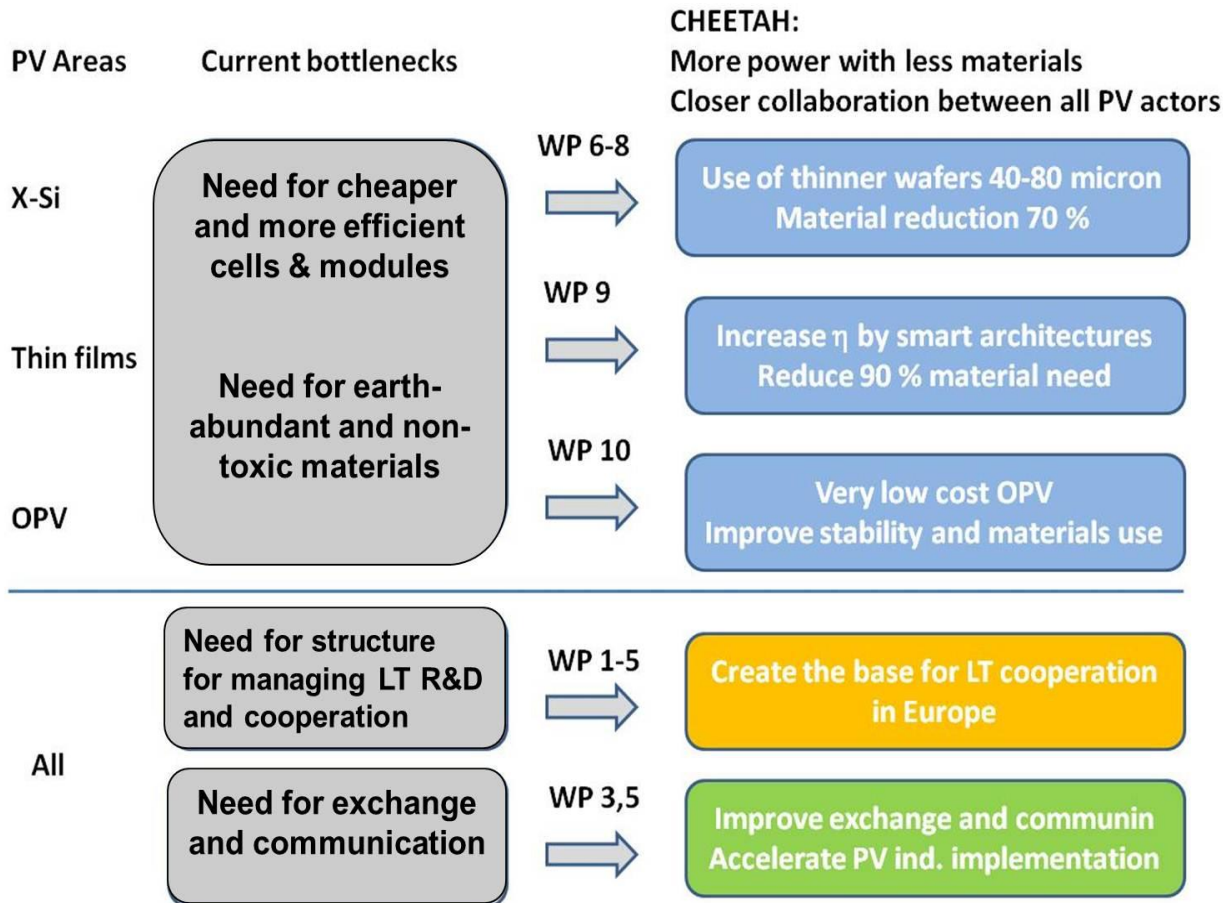 PV Areas
Current bottlenecks
CHEETAH:
More power with less materials
Closer collaboration between all PV actors
X-Si
Need for cheaper
and more efficient
cells & modules
WP 6-8
Use of thinner wafers 40-80 micron
Material reduction 70 %
Thin films
Need for earth-
abundant and non-
toxic materials
WP 9
Increase η by smart architectures
Reduce 90 % material need
OPV
WP 10
Very low cost OPV
Improve stability and materials use
All
Need for structure
for managing LT R&D
and cooperation
WP 1-5
Create the base for LT cooperation
in Europe
Need for exchange
and communication
WP 3,5
Improve exchange and communin
Accelerate PV ind. implementation